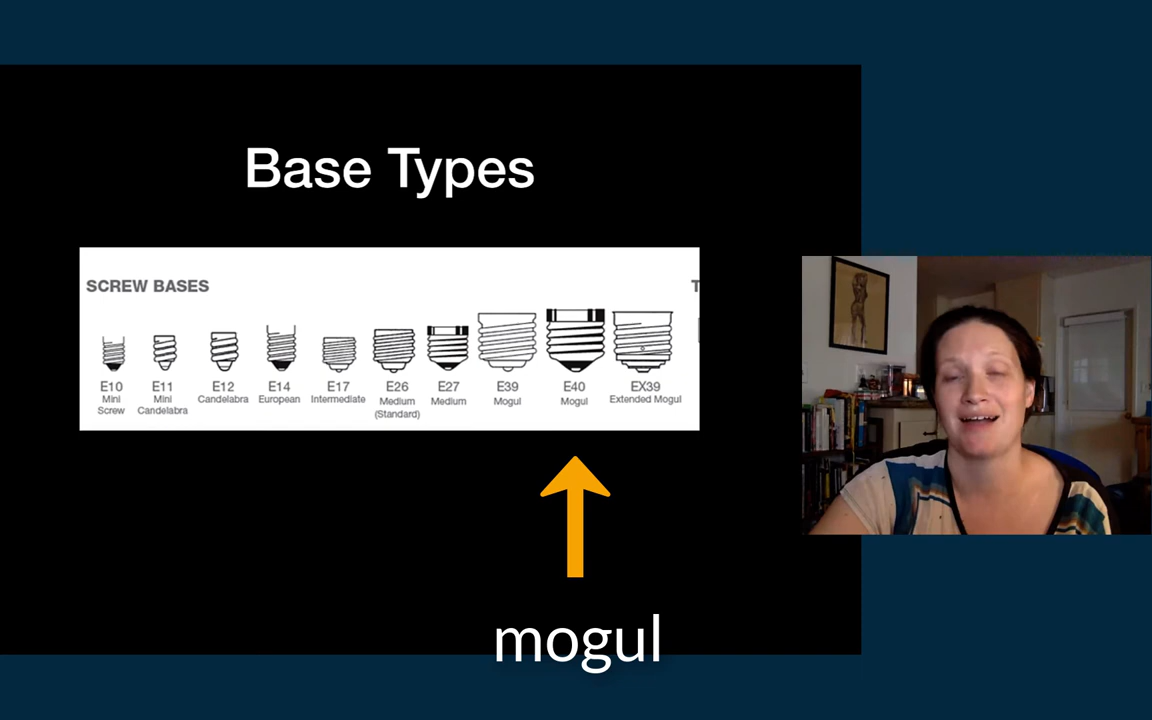 Base Types
SCREW BASES
T
E10 E11 E12 E14 E17 E26 E27 E39 E40 EX39
Mini Screw
Mini Candelabra
Candelabra
European
Intermediate
Medium (Standard)
Medium
Mogul
Mogul
Extended Mogul
mogul